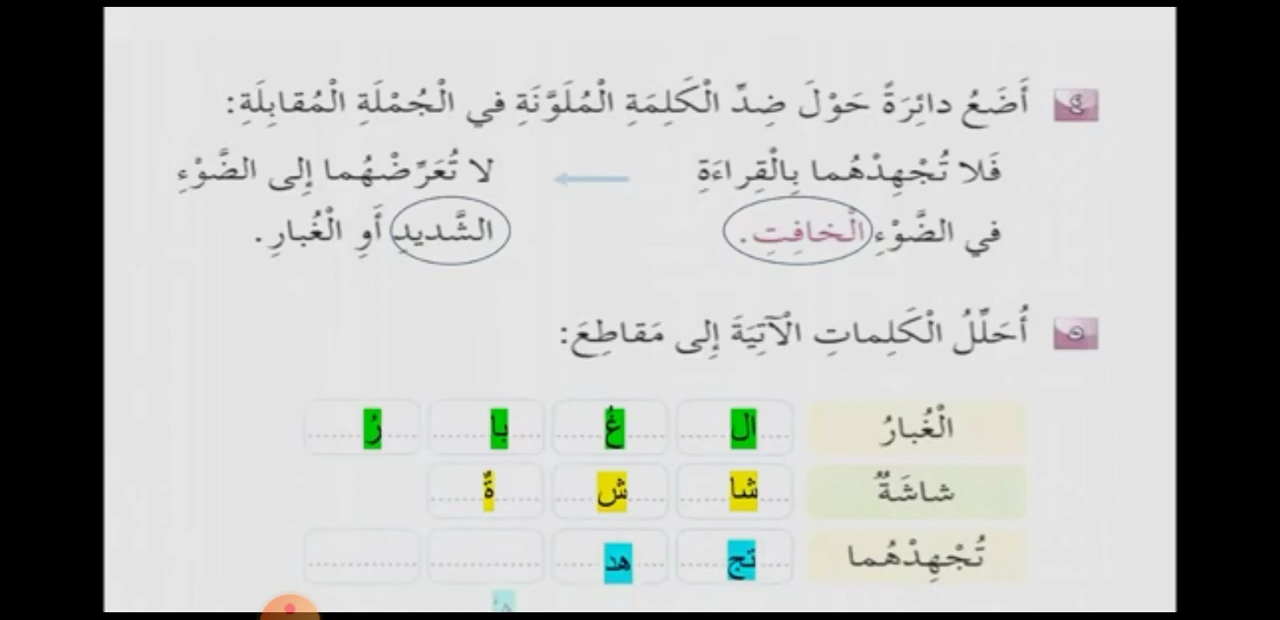 ٤ أَضَعُ دائِرَةً حَوْلَ ضِدِّ الْكَلِمَةِ الْمُلَوَّنَةِ في الْجُمْلَةِ الْمُقابِلَةِ:
فَلا تُجْهِدْهُما بِالْقِراءَةِ
في الضَّوْءِ الْخافِتِ.
لا تُعَرِّضْهُما إِلى الضَّوْءِ
الشَّديدِ أَوِ الْغُبارِ.
٥ أُحَلِّلُ الْكَلِماتِ الْآتِيَةَ إِلى مَقاطِعَ:
الْغُبارُ ال غُ با رُ
شاشَةٌ شا ش ةٌ
تُجْهِدْهُما تج هد